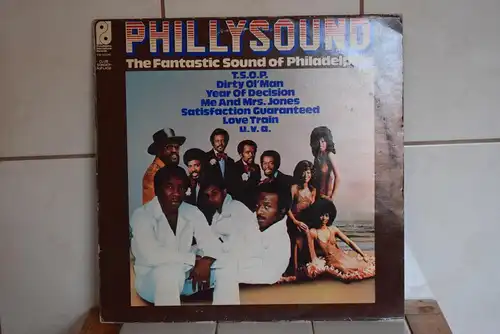 PHILLYSOUND
The Fantastic Sound of Philadelp
T.S.O.P.
Dirty Ol'Man
Year Of Decision
Me And Mrs. Jones
Satisfaction Guaranteed
Love Train
u.v.a.